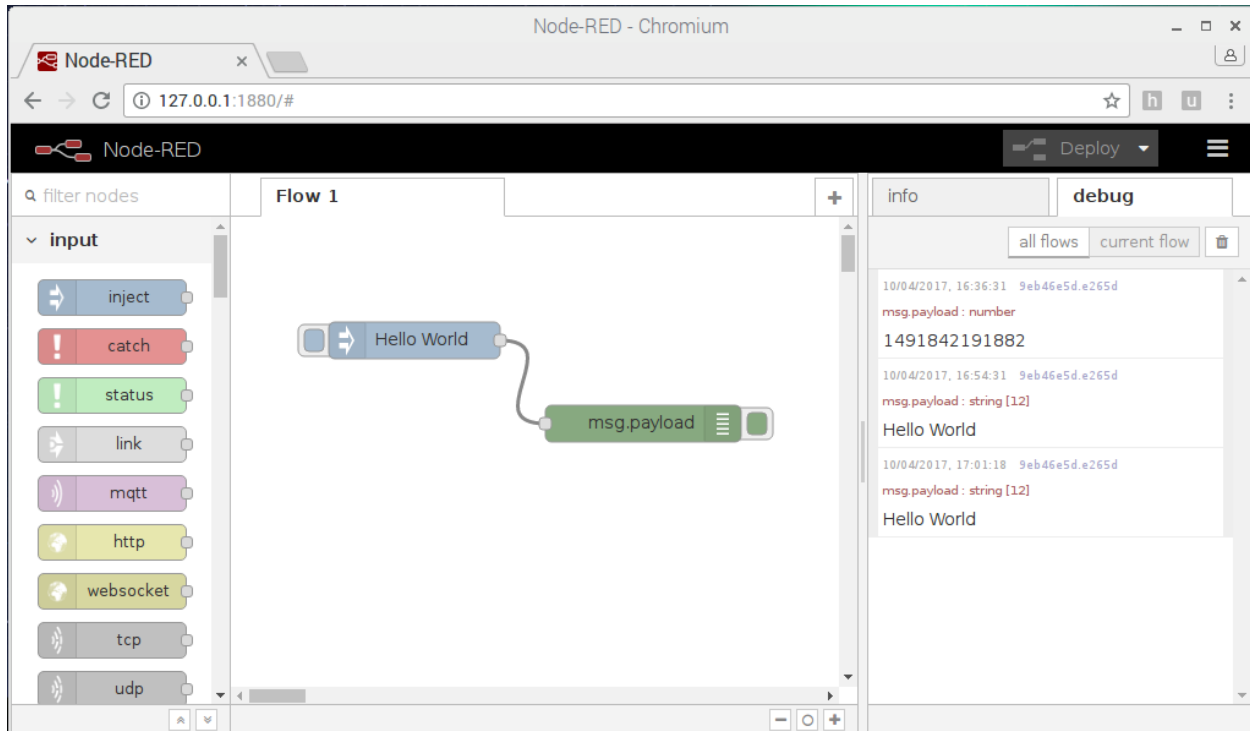 Node-RED - Chromium
Node-RED
127.0.0.1:1880/#
h u
Node-RED
Deploy
filter nodes
Flow 1
info
debug
input
all flows
current flow
inject
catch
status
link
mqtt
http
websocket
tcp
udp
Hello World
msg.payload
10/04/2017, 16:36:31 9eb46e5d.e265d
msg.payload : number
1491842191882
10/04/2017, 16:54:31 9eb46e5d.e265d
msg.payload : string [12]
Hello World
10/04/2017, 17:01:18 9eb46e5d.e265d
msg.payload : string [12]
Hello World